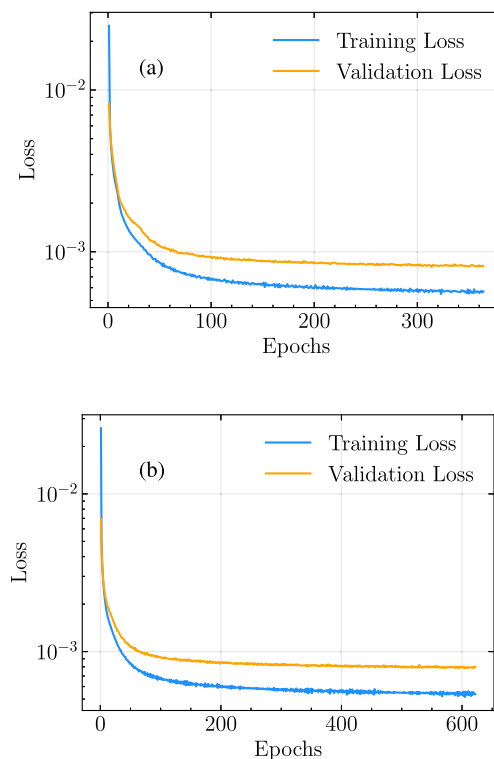 (a)
Training Loss
Validation Loss
10⁻²
10⁻³
Loss
0 100 200 300
Epochs
(b)
Training Loss
Validation Loss
10⁻²
10⁻³
Loss
0 200 400 600
Epochs